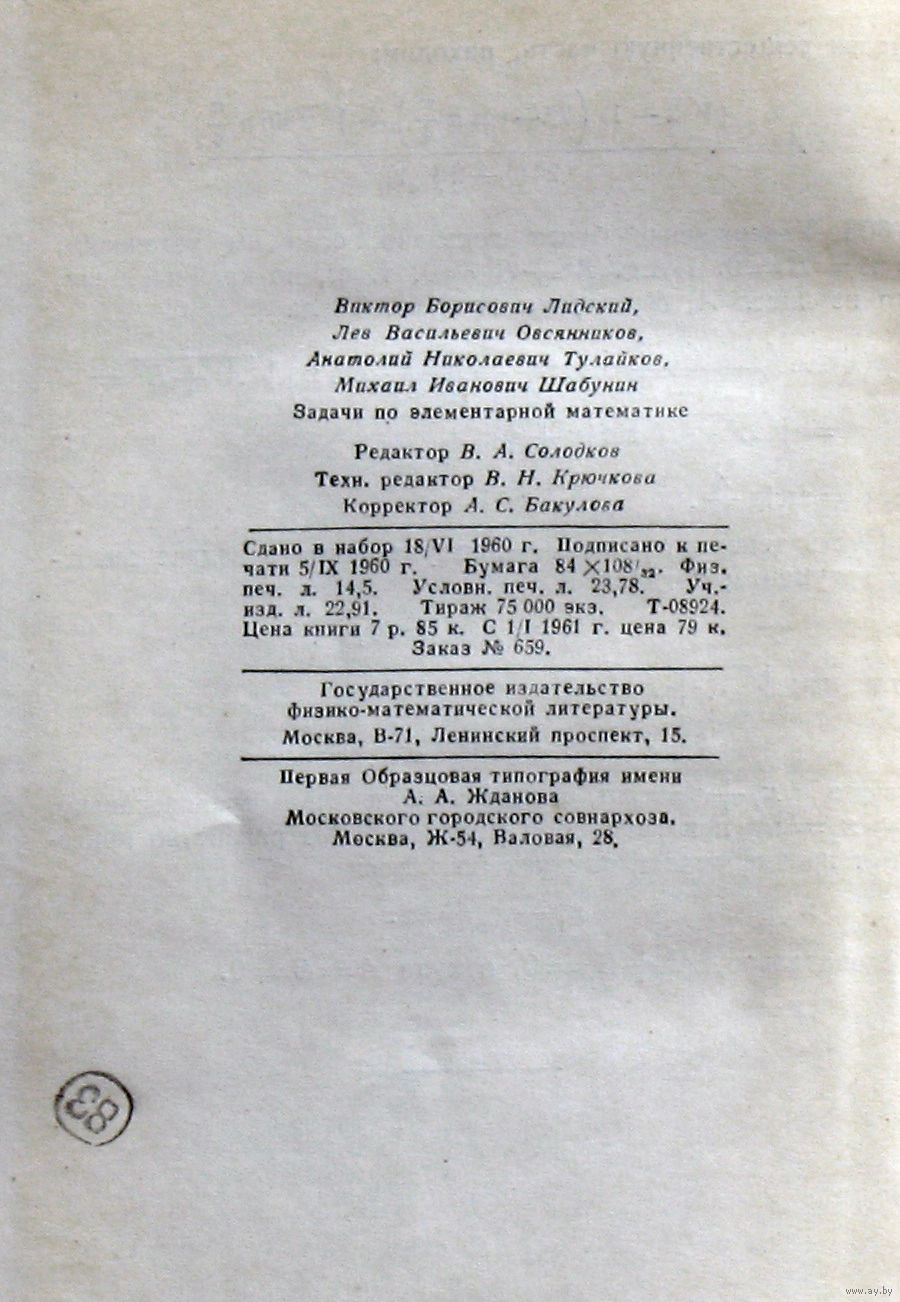 Виктор Борисович Лидский,
Лев Васильевич Овсянников,
Анатолий Николаевич Тулайков,
Михаил Иванович Шабунин
Задачи по элементарной математике
Редактор В. А. Солодков
Техн. редактор В. Н. Крючкова
Корректор А. С. Бакулова
Сдано в набор 18/VI 1960 г. Подписано к пе-
чати 5/IX 1960 г. Бумага 84×108¹/₃₂. Физ.
печ. л. 14,5. Условн. печ. л. 23,78. Уч.-
изд. л. 22,91. Тираж 75 000 экз. Т-08924.
Цена книги 7 р. 85 к. С 1/I 1961 г. цена 79 к.
Заказ № 659.
Государственное издательство
физико-математической литературы.
Москва, В-71, Ленинский проспект, 15.
Первая Образцовая типография имени
А. А. Жданова
Московского городского совнархоза.
Москва, Ж-54, Валовая, 28.
83
www.ay.by